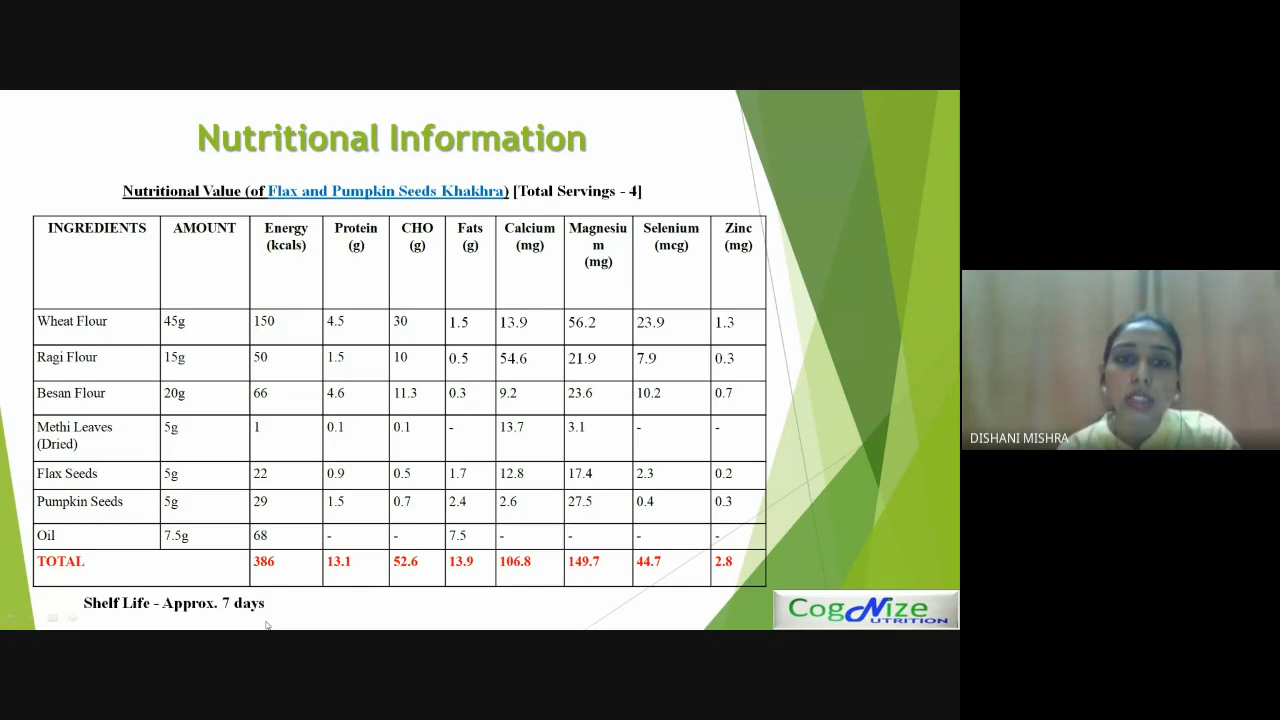 Nutritional Information
Nutritional Value (of Flax and Pumpkin Seeds Khakhra) [Total Servings - 4]
INGREDIENTS AMOUNT Energy (kcals) Protein (g) CHO (g) Fats (g) Calcium (mg) Magnesium (mg) Selenium (mcg) Zinc (mg)
Wheat Flour 45g 150 4.5 30 1.5 13.9 56.2 23.9 1.3
Ragi Flour 15g 50 1.5 10 0.5 54.6 21.9 7.9 0.3
Besan Flour 20g 66 4.6 11.3 0.3 9.2 23.6 10.2 0.7
Methi Leaves (Dried) 5g 1 0.1 0.1 - 13.7 3.1 - -
Flax Seeds 5g 22 0.9 0.5 1.7 12.8 17.4 2.3 0.2
Pumpkin Seeds 5g 29 1.5 0.7 2.4 2.6 27.5 0.4 0.3
Oil 7.5g 68 - - 7.5 - - - -
TOTAL 386 13.1 52.6 13.9 106.8 149.7 44.7 2.8
Shelf Life - Approx. 7 days
CogNize
NUTRITION
DISHANI MISHRA